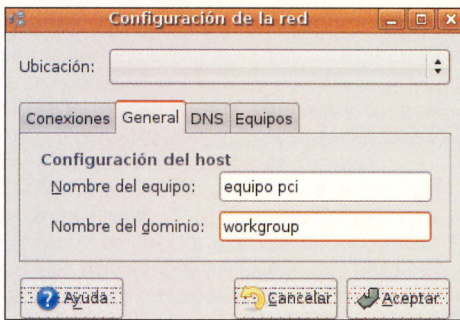 Configuración de la red
Ubicación:
Conexiones General DNS Equipos
Configuración del host
Nombre del equipo: equipo pci
Nombre del dominio: workgroup
Ayuda Cancelar Aceptar